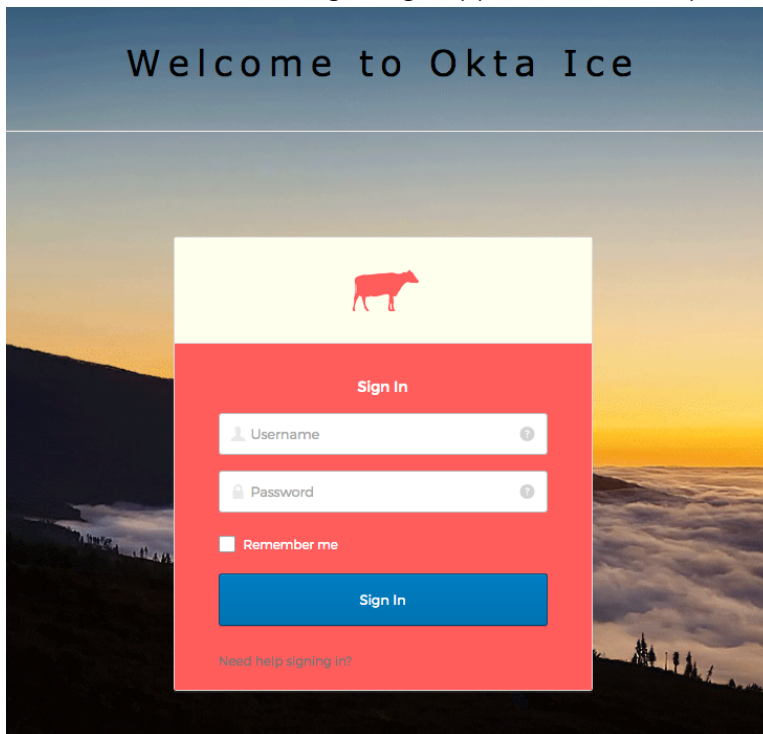 Welcome to Okta Ice
Sign In
Username
Password
Remember me
Sign In
Need help signing in?